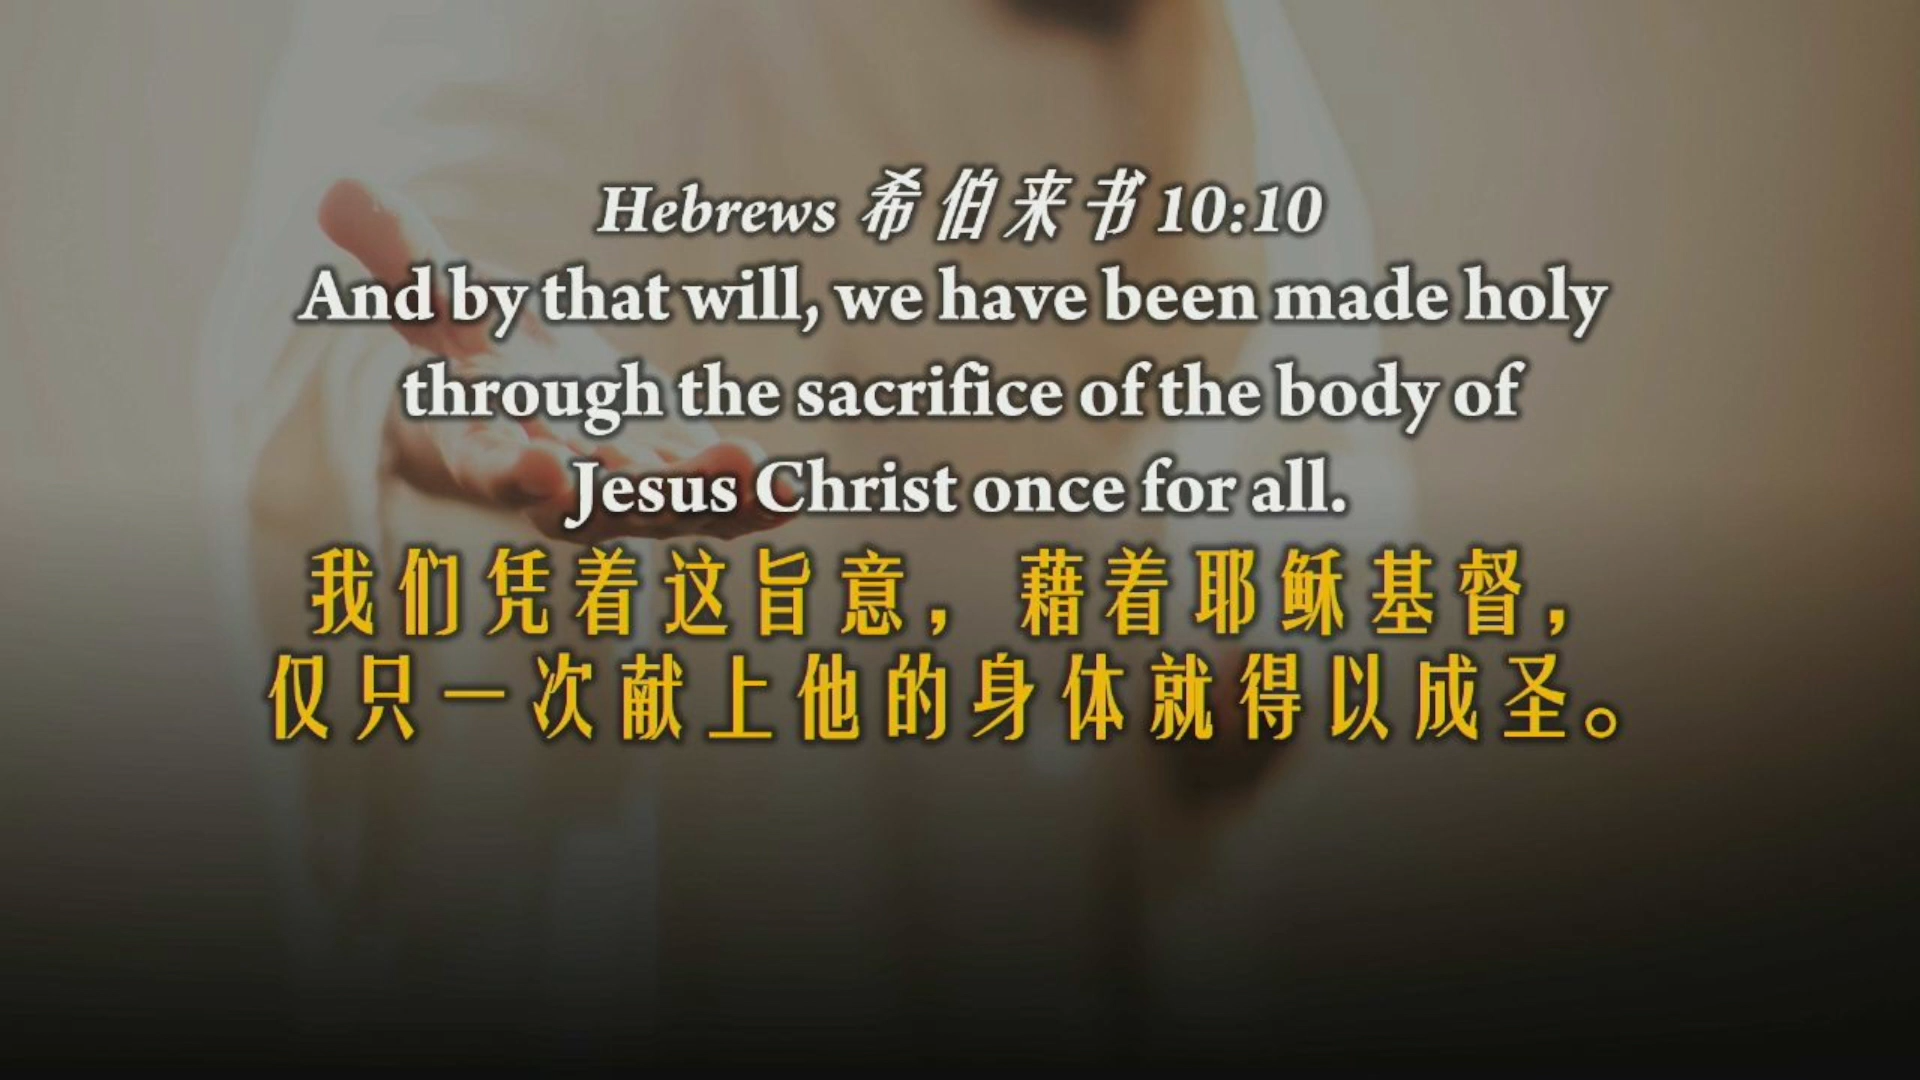 Hebrews 希伯来书 10:10
And by that will, we have been made holy
through the sacrifice of the body of
Jesus Christ once for all.
我们凭着这旨意，藉着耶稣基督，
仅只一次献上他的身体就得以成圣。